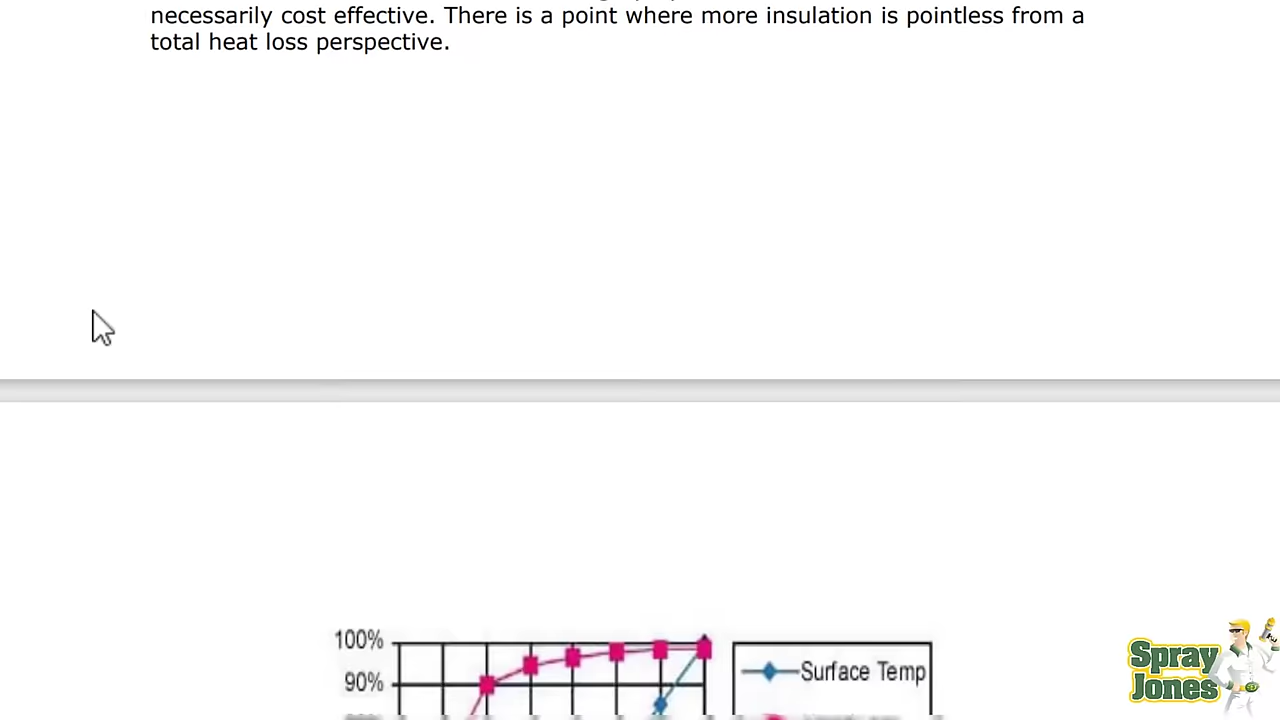 necessarily cost effective. There is a point where more insulation is pointless from a
total heat loss perspective.
100%
90%
Surface Temp
Spray
Jones